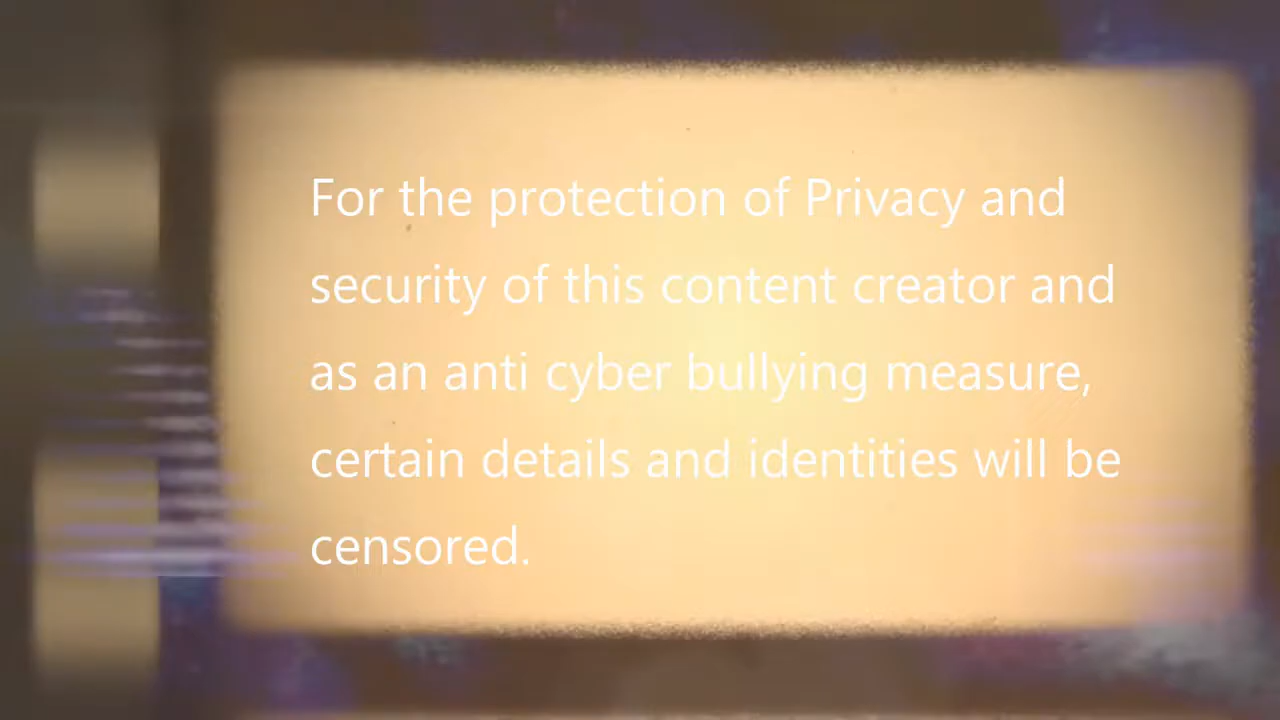 For the protection of Privacy and
security of this content creator and
as an anti cyber bullying measure,
certain details and identities will be
censored.